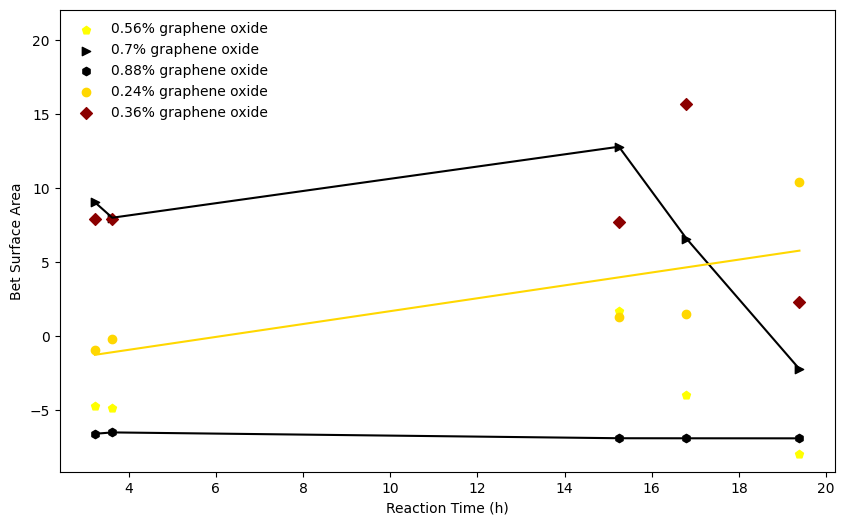 0.56% graphene oxide
0.7% graphene oxide
0.88% graphene oxide
0.24% graphene oxide
0.36% graphene oxide
20
15
10
5
0
−5
Bet Surface Area
4 6 8 10 12 14 16 18 20
Reaction Time (h)